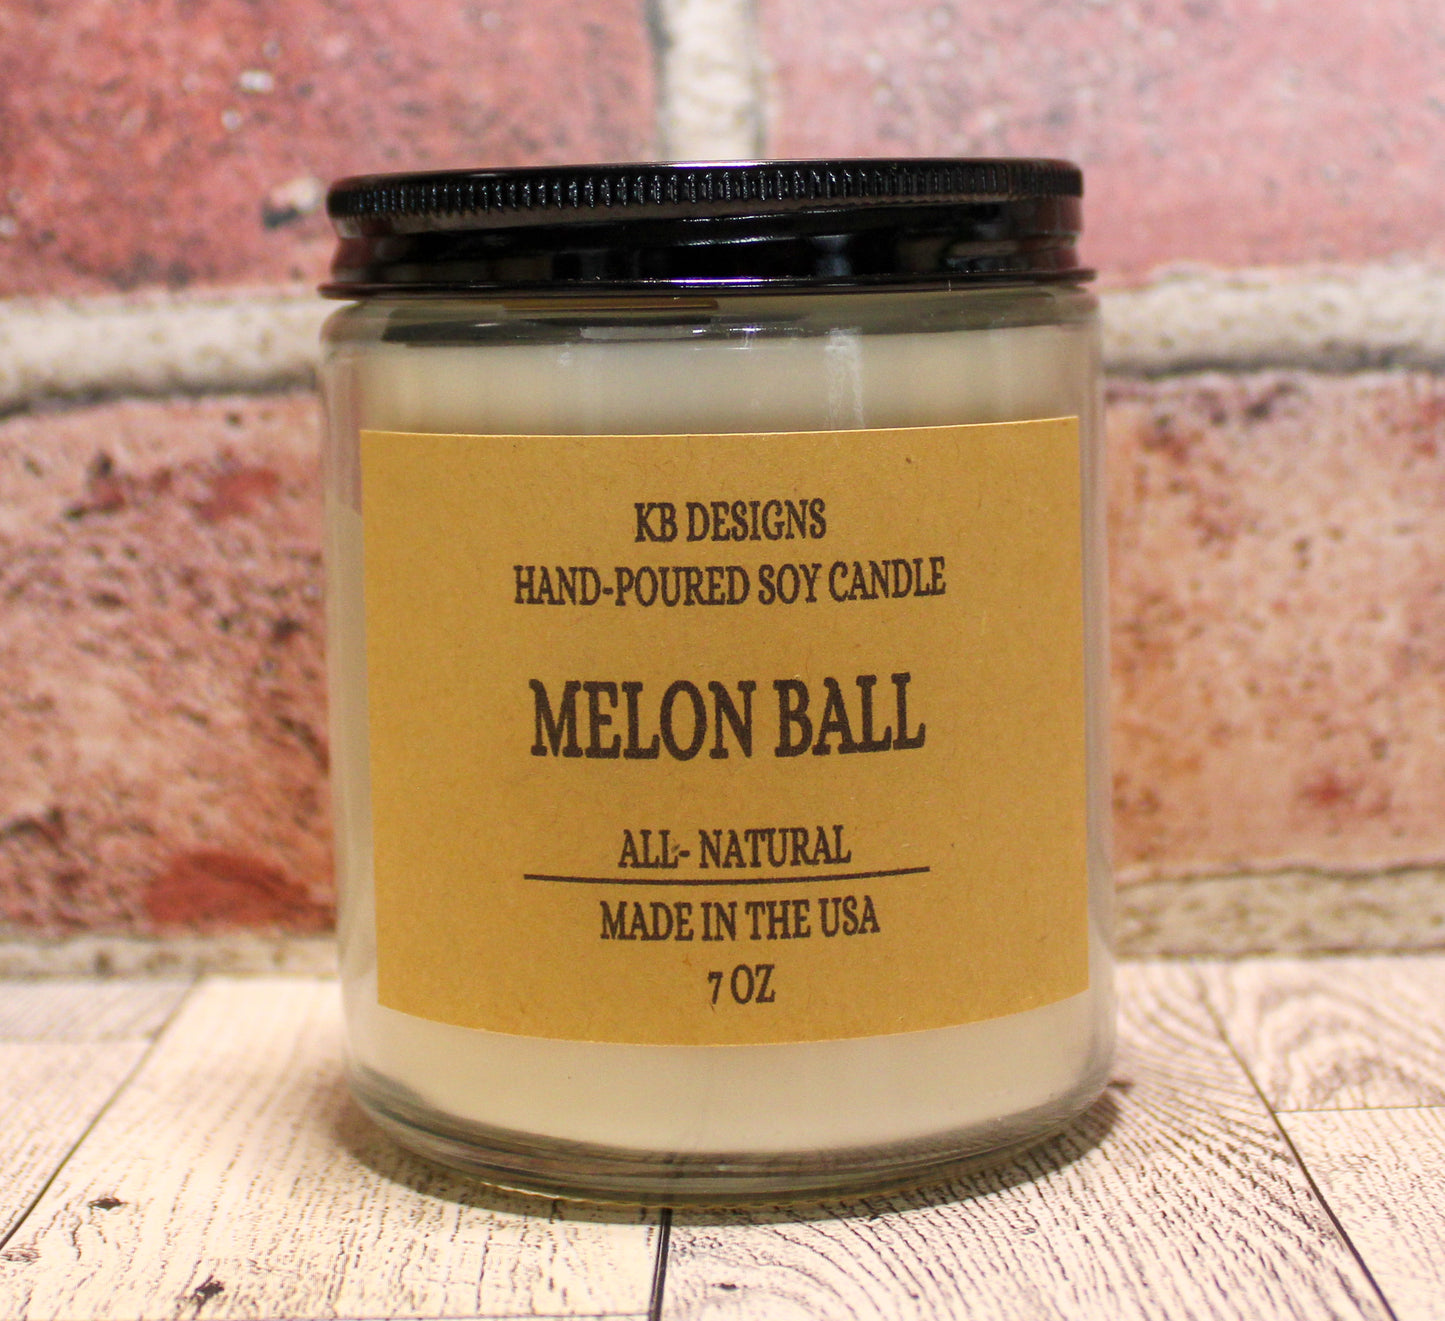 KB DESIGNS
HAND-POURED SOY CANDLE
MELON BALL
ALL- NATURAL
MADE IN THE USA
7 OZ